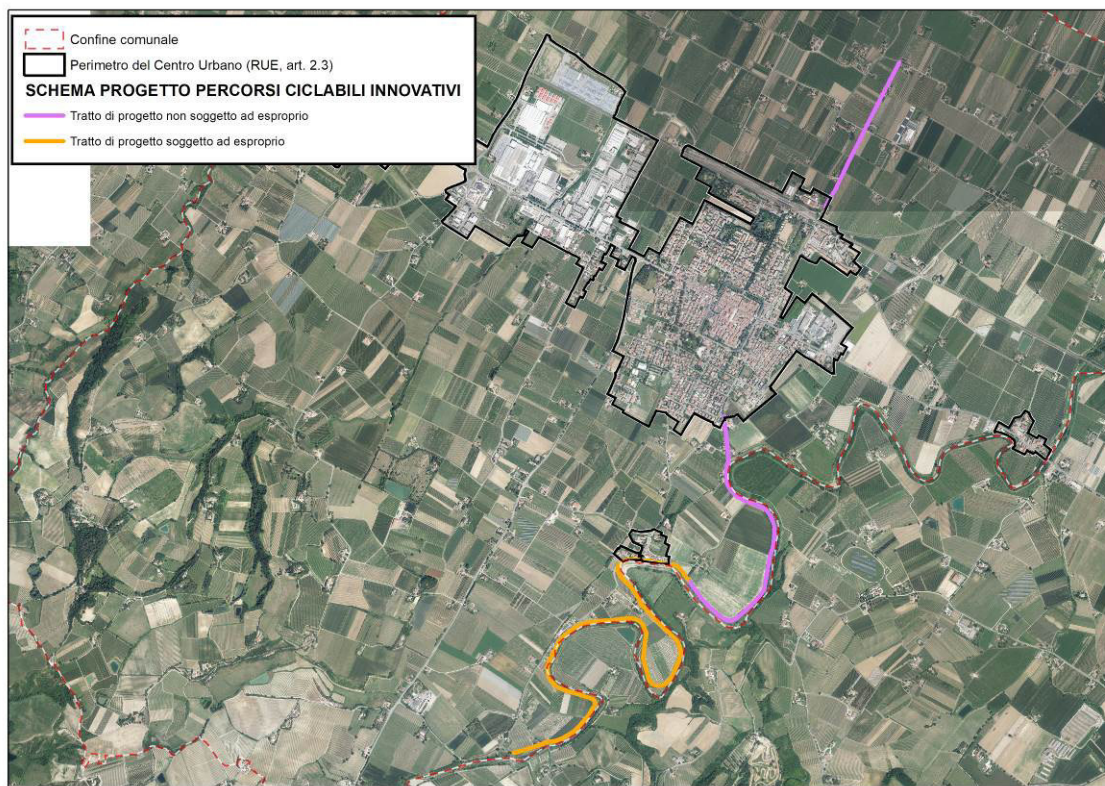 Confine comunale
Perimetro del Centro Urbano (RUE, art. 2.3)
SCHEMA PROGETTO PERCORSI CICLABILI INNOVATIVI
Tratto di progetto non soggetto ad esproprio
Tratto di progetto soggetto ad esproprio